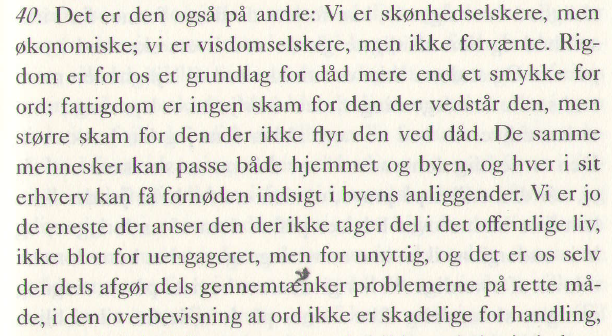 40. Det er den også på andre: Vi er skønhedselskere, men
økonomiske; vi er visdomselskere, men ikke forvænte. Rig-
dom er for os et grundlag for dåd mere end et smykke for
ord; fattigdom er ingen skam for den der vedstår den, men
større skam for den der ikke flyr den ved dåd. De samme
mennesker kan passe både hjemmet og byen, og hver i sit
erhverv kan få fornøden indsigt i byens anliggender. Vi er jo
de eneste der anser den der ikke tager del i det offentlige liv,
ikke blot for uengageret, men for unyttig, og det er os selv
der dels afgør dels gennemtænker problemerne på rette må-
de, i den overbevisning at ord ikke er skadelige for handling,